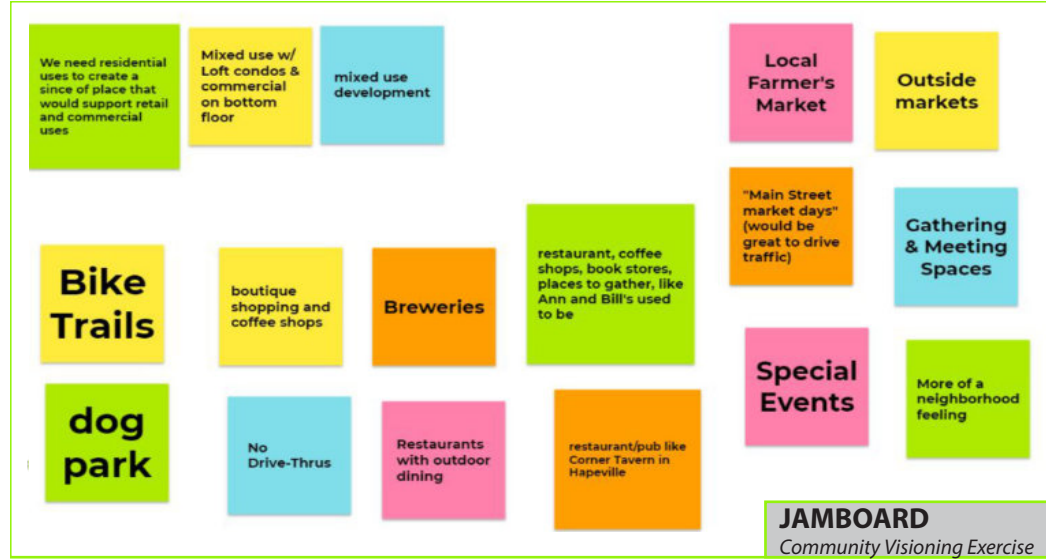 We need residential
uses to create a
since of place that
would support retail
and commercial
uses
Mixed use w/
Loft condos &
commercial
on bottom
floor
mixed use
development
Local
Farmer's
Market
Outside
markets
"Main Street
market days"
(would be
great to drive
traffic)
Gathering
& Meeting
Spaces
Bike
Trails
boutique
shopping and
coffee shops
Breweries
restaurant, coffee
shops, book stores,
places to gather, like
Ann and Bill's used
to be
Special
Events
More of a
neighborhood
feeling
dog
park
No
Drive-Thrus
Restaurants
with outdoor
dining
restaurant/pub like
Corner Tavern in
Hapeville
JAMBOARD
Community Visioning Exercise